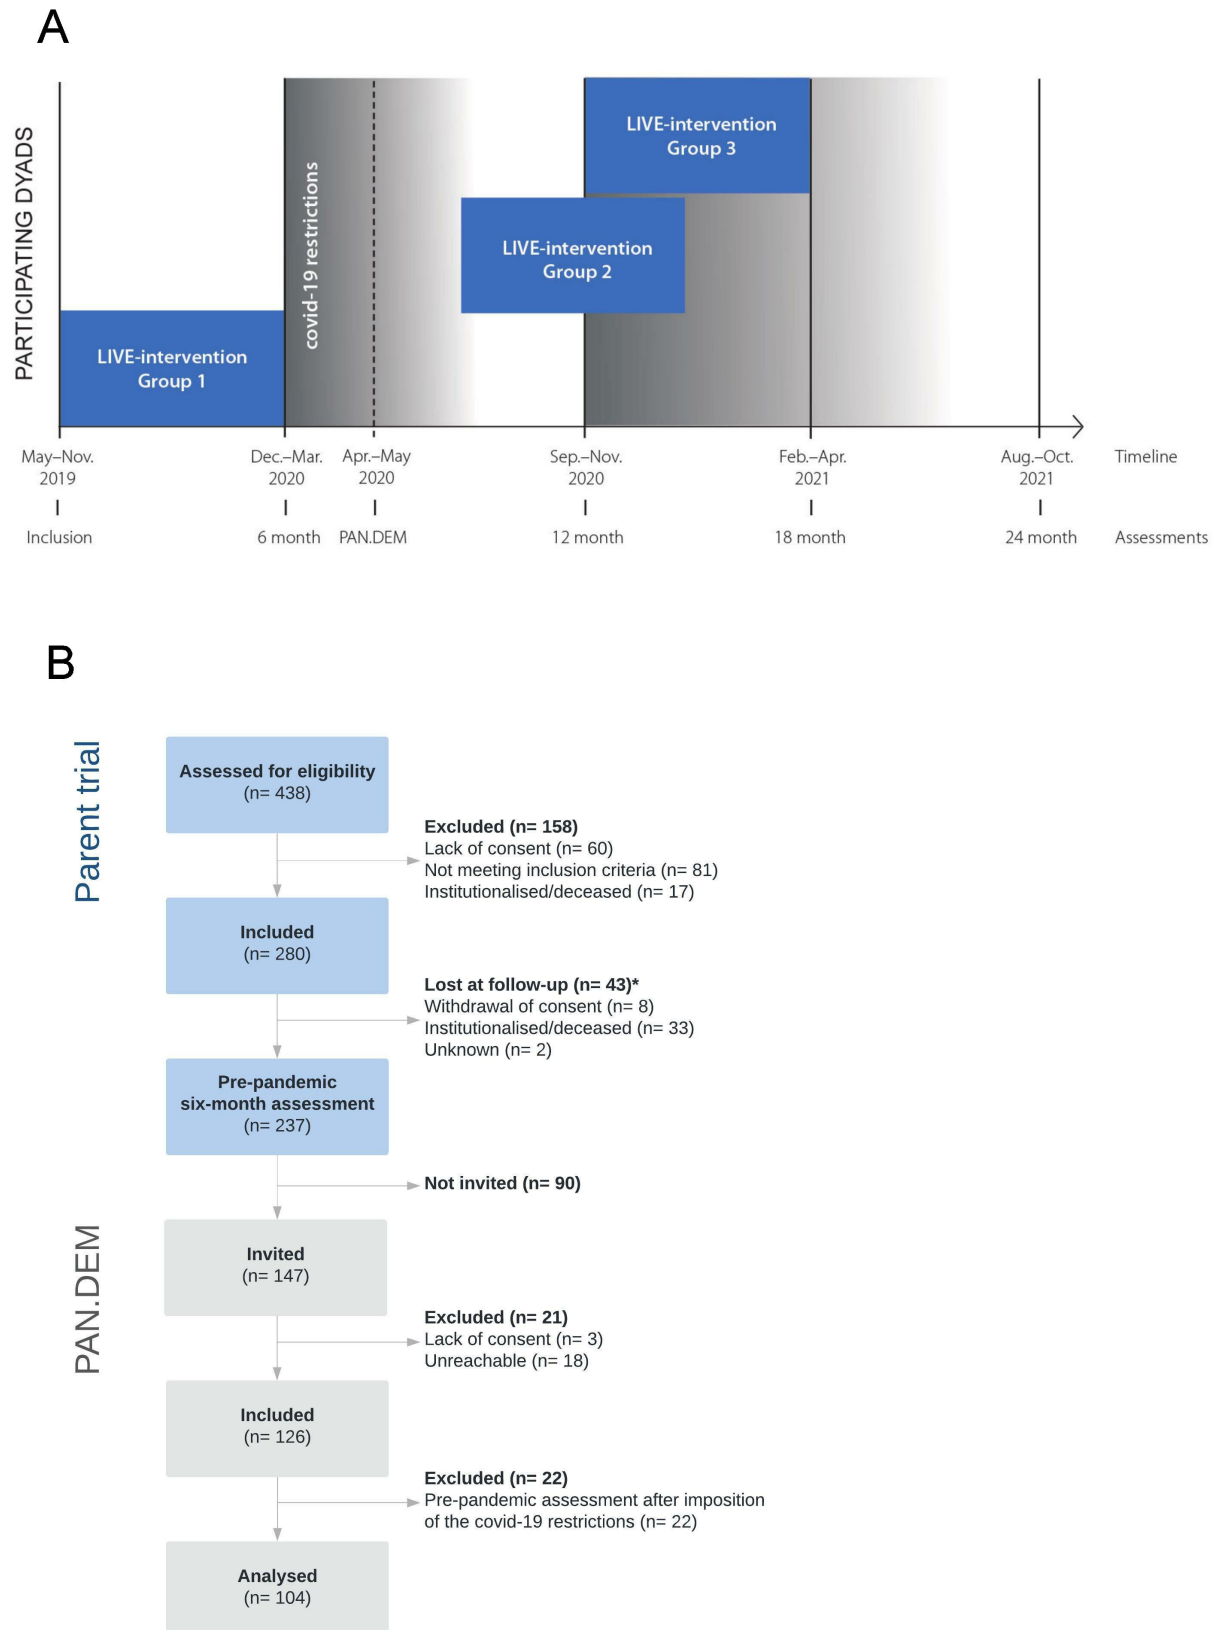 A
PARTICIPATING DYADS
covid-19 restrictions
LIVE-intervention
Group 3
LIVE-intervention
Group 2
LIVE-intervention
Group 1
May–Nov.
2019
Dec.–Mar.
2020
Apr.–May
2020
Sep.–Nov.
2020
Feb.–Apr.
2021
Aug.–Oct.
2021
Timeline
Inclusion
6 month
PAN.DEM
12 month
18 month
24 month
Assessments
B
Parent trial
Assessed for eligibility
(n= 438)
Excluded (n= 158)
Lack of consent (n= 60)
Not meeting inclusion criteria (n= 81)
Institutionalised/deceased (n= 17)
Included
(n= 280)
Lost at follow-up (n= 43)*
Withdrawal of consent (n= 8)
Institutionalised/deceased (n= 33)
Unknown (n= 2)
Pre-pandemic
six-month assessment
(n= 237)
Not invited (n= 90)
PAN.DEM
Invited
(n= 147)
Excluded (n= 21)
Lack of consent (n= 3)
Unreachable (n= 18)
Included
(n= 126)
Excluded (n= 22)
Pre-pandemic assessment after imposition
of the covid-19 restrictions (n= 22)
Analysed
(n= 104)